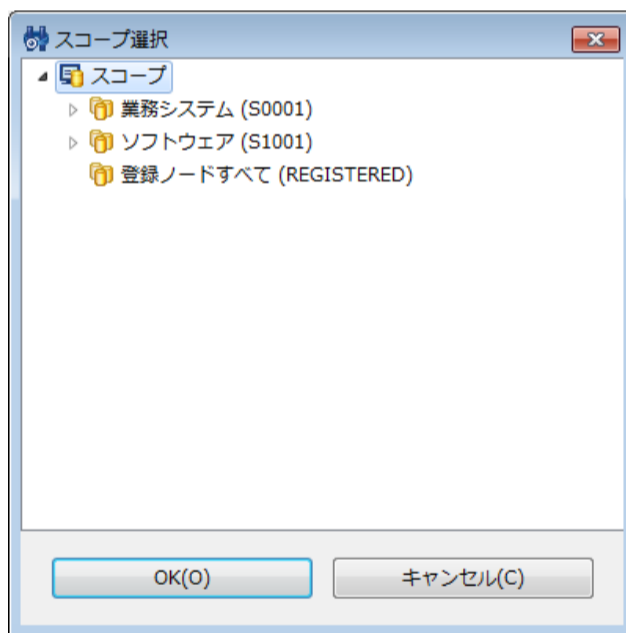 スコープ選択
スコープ
業務システム (S0001)
ソフトウェア (S1001)
登録ノードすべて (REGISTERED)
OK(O)
キャンセル(C)